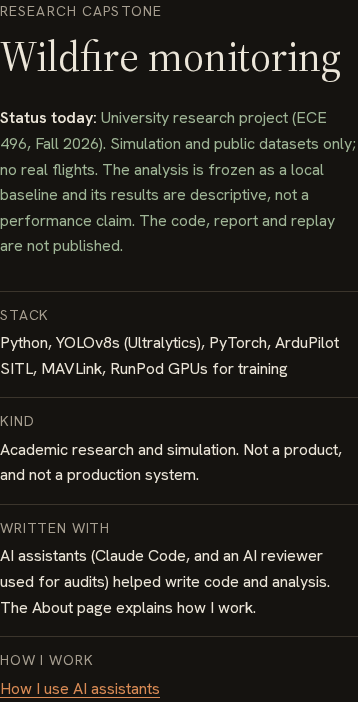 RESEARCH CAPSTONE
Wildfire monitoring
Status today: University research project (ECE
496, Fall 2026). Simulation and public datasets only;
no real flights. The analysis is frozen as a local
baseline and its results are descriptive, not a
performance claim. The code, report and replay
are not published.
STACK
Python, YOLOv8s (Ultralytics), PyTorch, ArduPilot
SITL, MAVLink, RunPod GPUs for training
KIND
Academic research and simulation. Not a product,
and not a production system.
WRITTEN WITH
AI assistants (Claude Code, and an AI reviewer
used for audits) helped write code and analysis.
The About page explains how I work.
HOW I WORK
How I use AI assistants